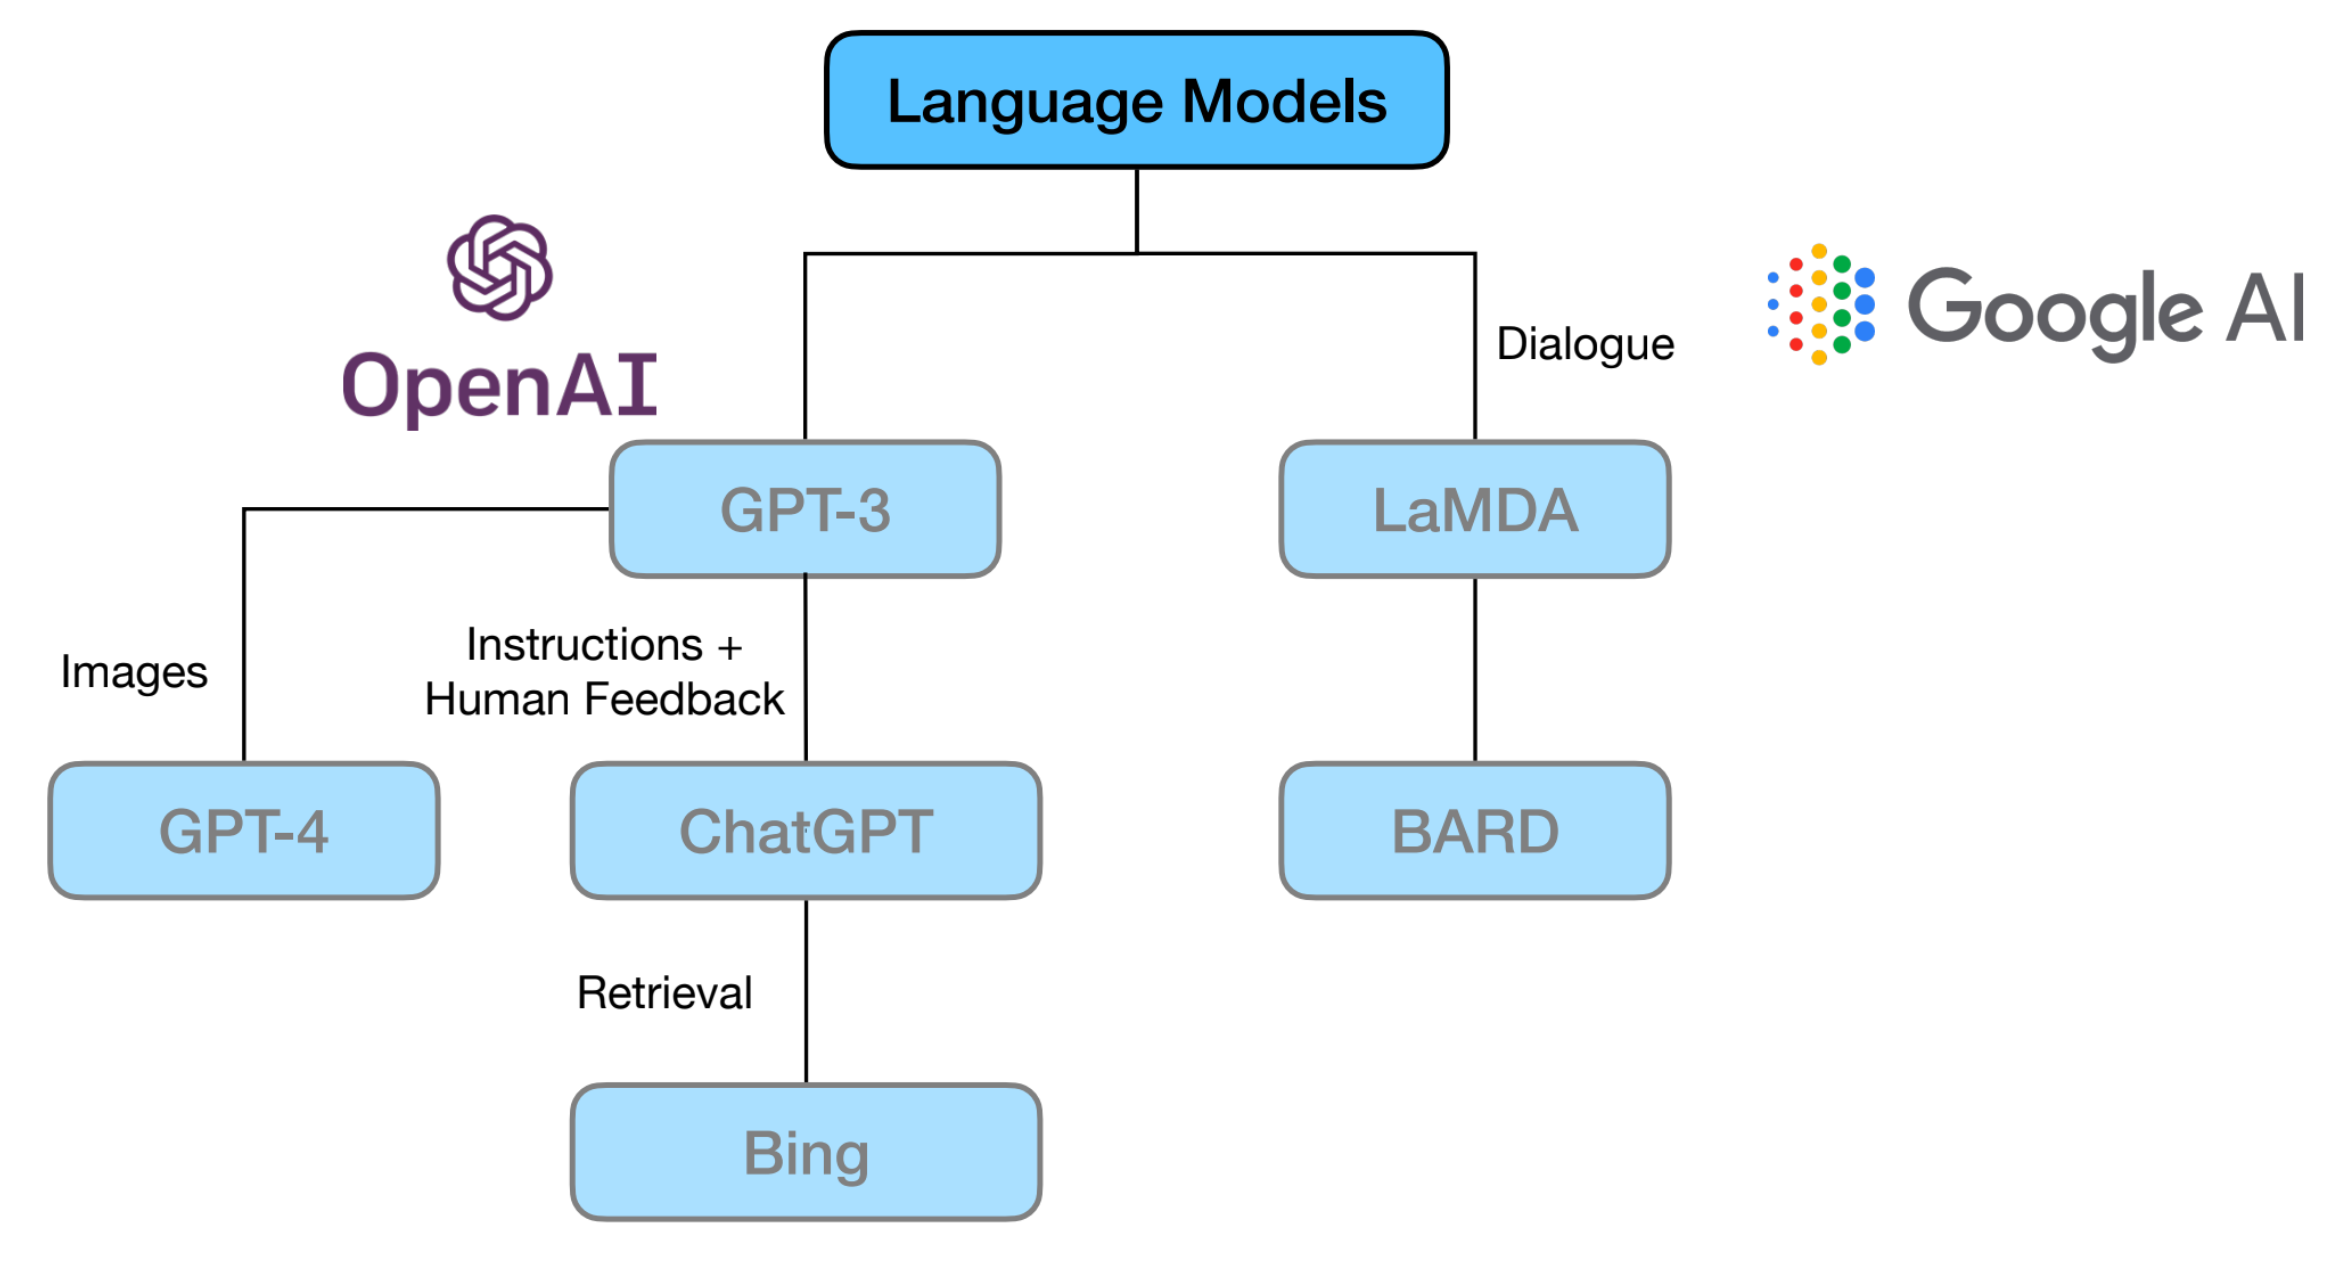 Language Models
OpenAI
Google AI
Dialogue
GPT-3
LaMDA
Images
Instructions +
Human Feedback
GPT-4
ChatGPT
BARD
Retrieval
Bing